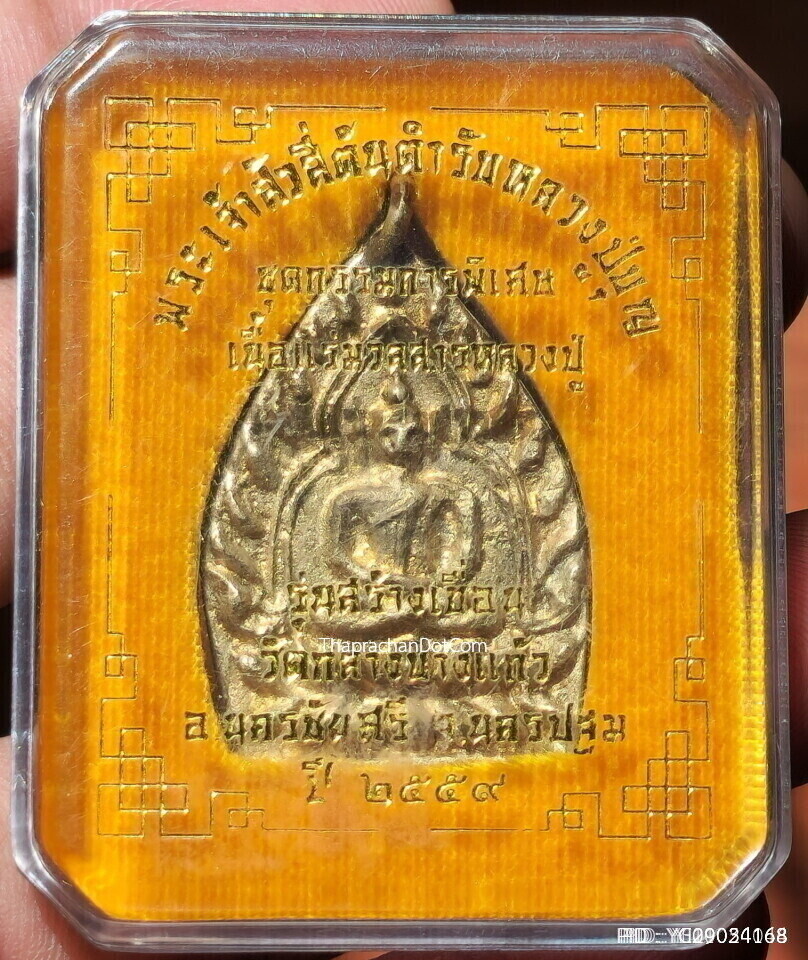 พระเจ้าสัวสี่ต้นตำรับหลวงปู่บุญ
ชุดกรรมการพิเศษ
เนื้อแร่มวลสารหลวงปู่
รุ่นสร้างเขื่อน
ThaprachanDotCom
วัดกลางบางแก้ว
อ.นครชัยศรี จ.นครปฐม
ปี ๒๕๕๙